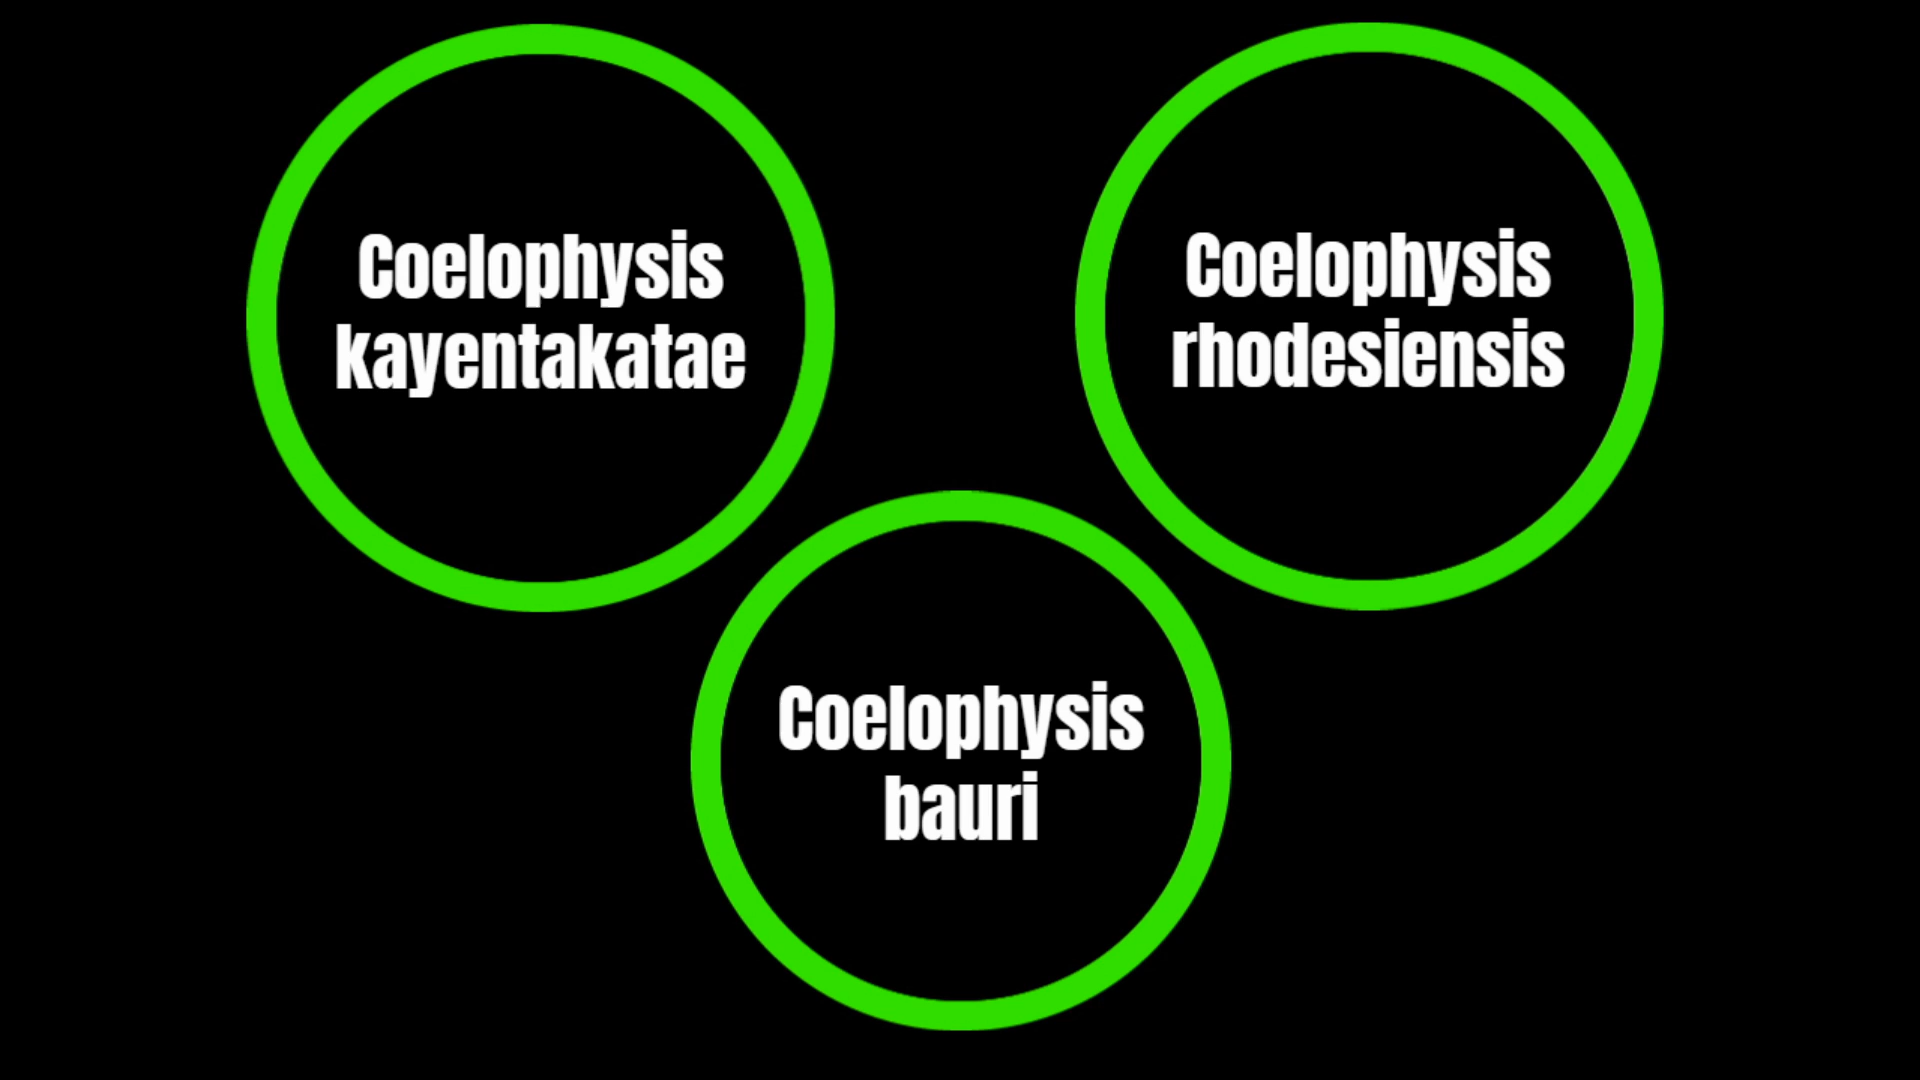 Coelophysis
kayentakatae
Coelophysis
rhodesiensis
Coelophysis
bauri